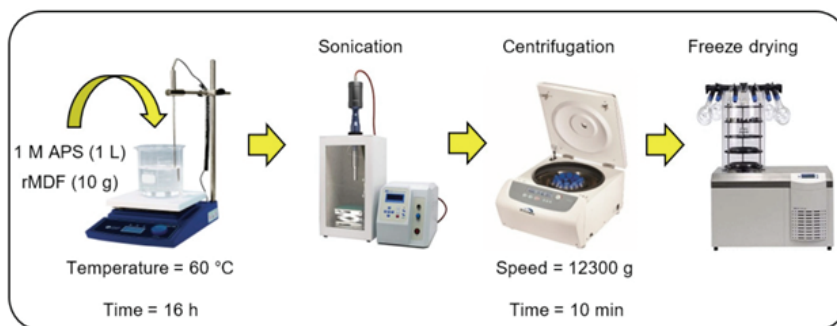 Sonication
Centrifugation
Freeze drying
1 M APS (1 L)
rMDF (10 g)
Temperature = 60 °C
Time = 16 h
Speed = 12300 g
Time = 10 min